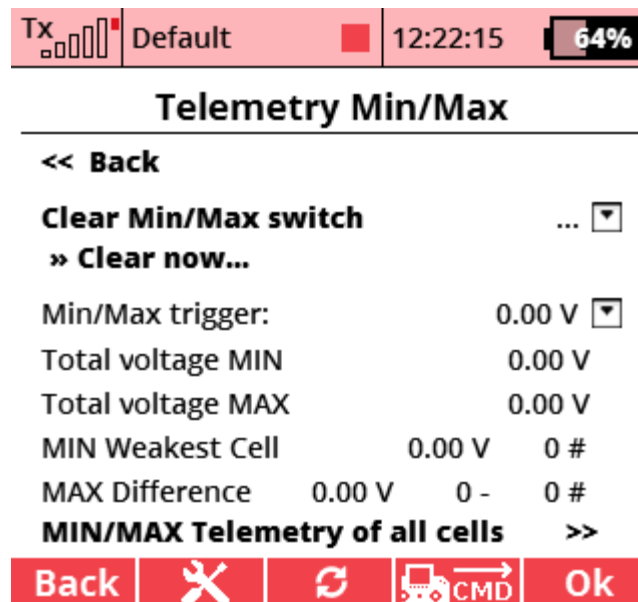 Tx Default 12:22:15 64%
Telemetry Min/Max
<< Back
Clear Min/Max switch ...
» Clear now...
Min/Max trigger: 0.00 V
Total voltage MIN 0.00 V
Total voltage MAX 0.00 V
MIN Weakest Cell 0.00 V 0 #
MAX Difference 0.00 V 0 - 0 #
MIN/MAX Telemetry of all cells >>
Back CMD Ok